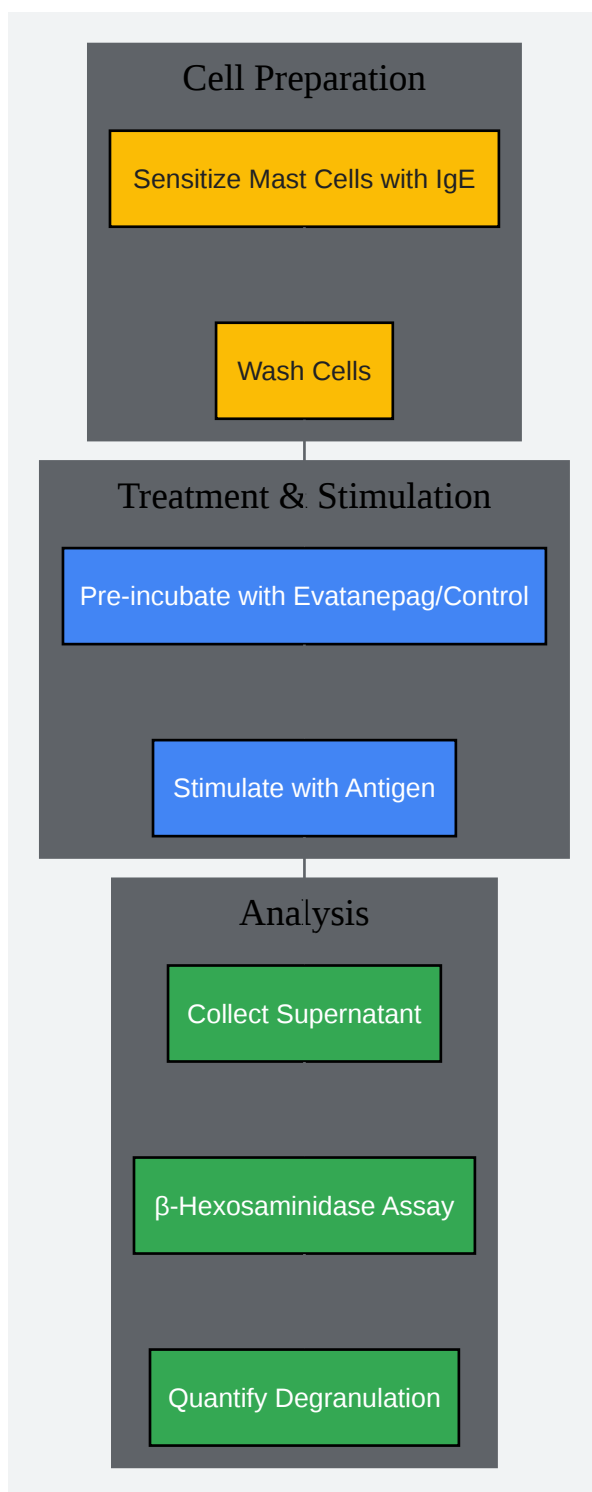 Cell Preparation
Sensitize Mast Cells with IgE
Wash Cells
Treatment & Stimulation
Pre-incubate with Evatanepag/Control
Stimulate with Antigen
Analysis
Collect Supernatant
β-Hexosaminidase Assay
Quantify Degranulation